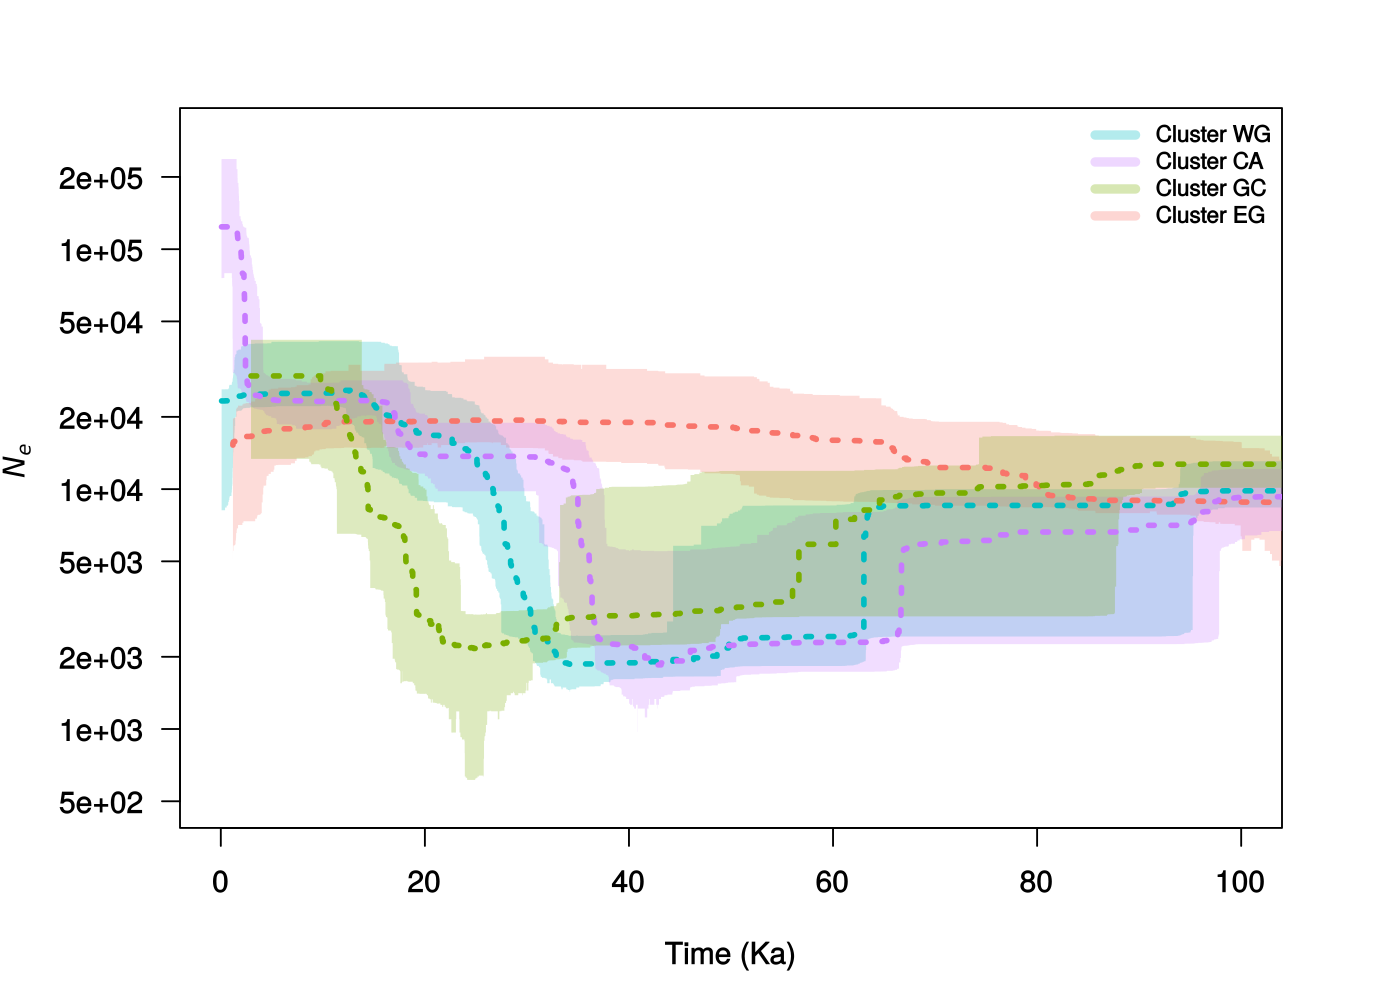 Cluster WG
Cluster CA
Cluster GC
Cluster EG
2e+05
1e+05
5e+04
2e+04
1e+04
5e+03
2e+03
1e+03
5e+02
Ne
0 20 40 60 80 100
Time (Ka)